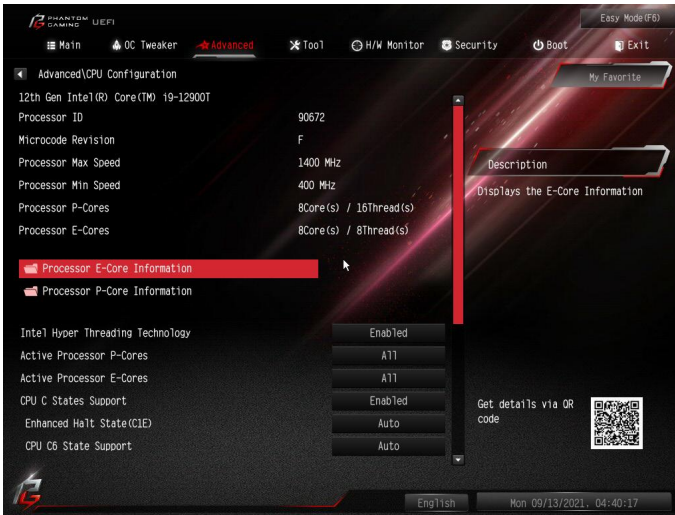 PHANTOM GAMING UEFI
Easy Mode(F6)
Main OC Tweaker Advanced Tool H/W Monitor Security Boot Exit
Advanced\CPU Configuration
My Favorite
12th Gen Intel(R) Core(TM) i9-12900T
Processor ID 90672
Microcode Revision F
Processor Max Speed 1400 MHz
Processor Min Speed 400 MHz
Processor P-Cores 8Core(s) / 16Thread(s)
Processor E-Cores 8Core(s) / 8Thread(s)
Processor E-Core Information
Processor P-Core Information
Intel Hyper Threading Technology Enabled
Active Processor P-Cores All
Active Processor E-Cores All
CPU C States Support Enabled
Enhanced Halt State(C1E) Auto
CPU C6 State Support Auto
Description
Displays the E-Core Information
Get details via QR
code
English
Mon 09/13/2021. 04:40:17